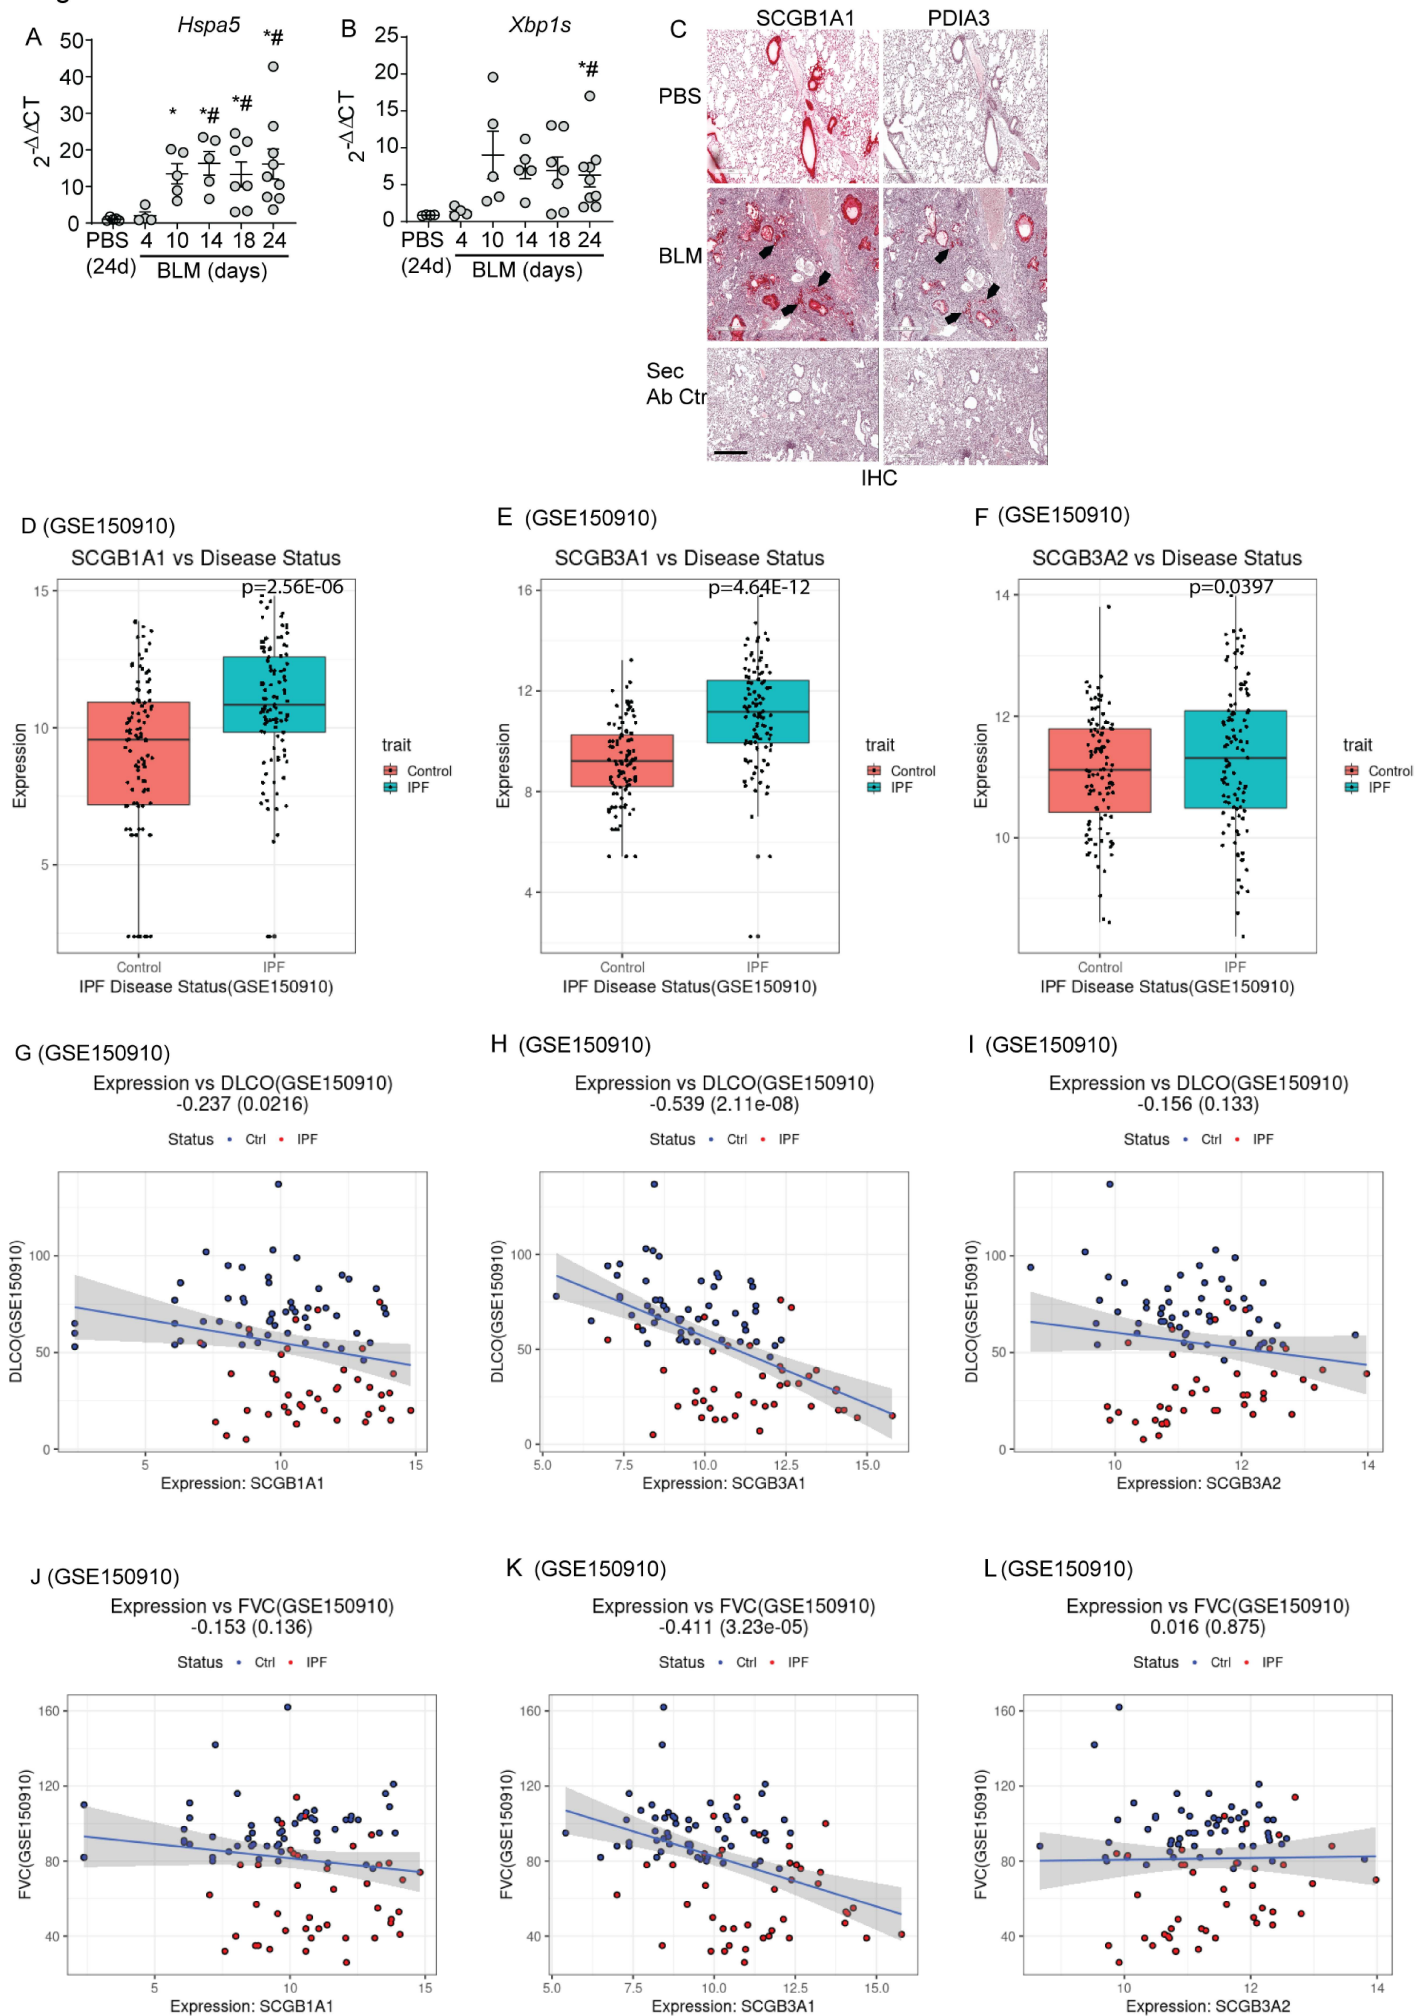 A
Hspa5
50
40
30
20
10
0
2^-ΔΔCT
*
*#
*#
*#
PBS
4
10
14
18
24
(24d)
BLM (days)
B
Xbp1s
25
20
15
10
5
0
2^-ΔΔCT
*#
PBS
4
10
14
18
24
(24d)
BLM (days)
C
SCGB1A1
PDIA3
PBS
BLM
Sec
Ab Ctr
IHC
D (GSE150910)
SCGB1A1 vs Disease Status
p=2.56E-06
15
10
5
Expression
Control
IPF
IPF Disease Status(GSE150910)
trait
Control
IPF
E (GSE150910)
SCGB3A1 vs Disease Status
p=4.64E-12
16
12
8
4
Expression
Control
IPF
IPF Disease Status(GSE150910)
trait
Control
IPF
F (GSE150910)
SCGB3A2 vs Disease Status
p=0.0397
14
12
10
Expression
Control
IPF
IPF Disease Status(GSE150910)
trait
Control
IPF
G (GSE150910)
Expression vs DLCO(GSE150910)
-0.237 (0.0216)
Status Ctrl IPF
100
50
0
DLCO(GSE150910)
5
10
15
Expression: SCGB1A1
H (GSE150910)
Expression vs DLCO(GSE150910)
-0.539 (2.11e-08)
Status Ctrl IPF
100
50
0
DLCO(GSE150910)
5.0
7.5
10.0
12.5
15.0
Expression: SCGB3A1
I (GSE150910)
Expression vs DLCO(GSE150910)
-0.156 (0.133)
Status Ctrl IPF
100
50
0
DLCO(GSE150910)
10
12
14
Expression: SCGB3A2
J (GSE150910)
Expression vs FVC(GSE150910)
-0.153 (0.136)
Status Ctrl IPF
160
120
80
40
FVC(GSE150910)
5
10
15
Expression: SCGB1A1
K (GSE150910)
Expression vs FVC(GSE150910)
-0.411 (3.23e-05)
Status Ctrl IPF
160
120
80
40
FVC(GSE150910)
5.0
7.5
10.0
12.5
15.0
Expression: SCGB3A1
L (GSE150910)
Expression vs FVC(GSE150910)
0.016 (0.875)
Status Ctrl IPF
160
120
80
40
FVC(GSE150910)
10
12
14
Expression: SCGB3A2